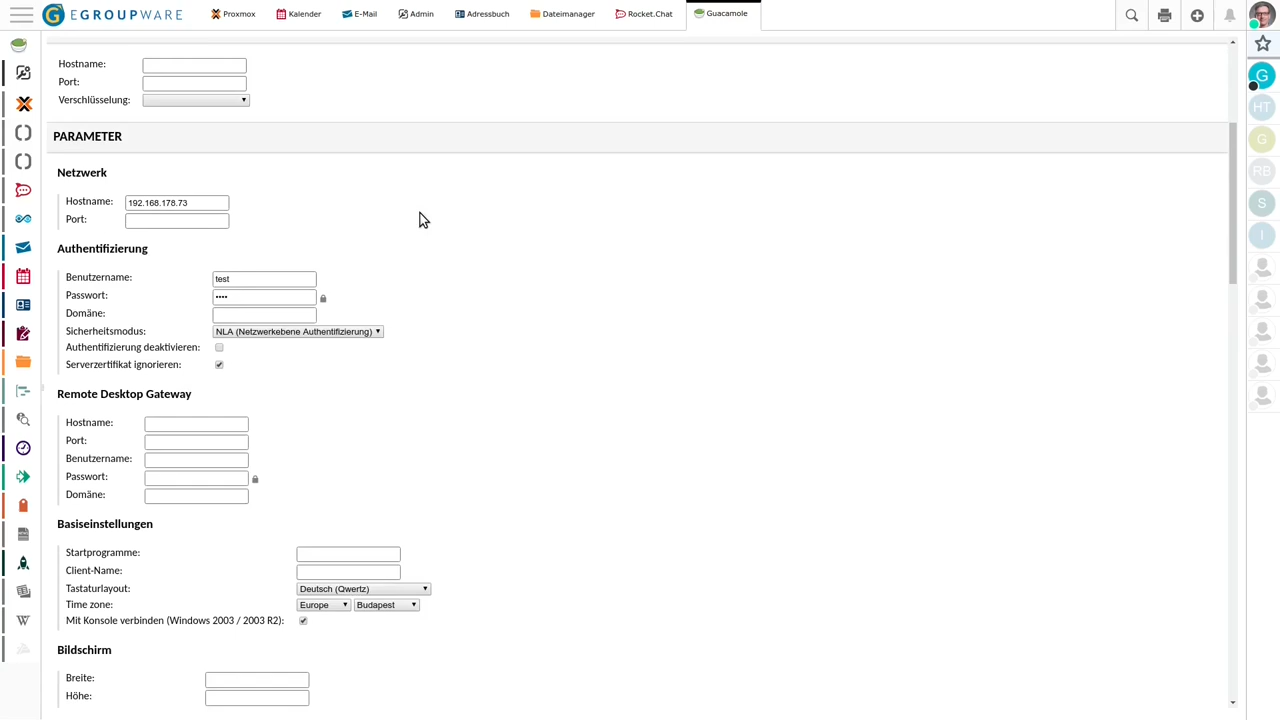 EGROUPWARE Proxmox Kalender E-Mail Admin Adressbuch Dateimanager Rocket.Chat Guacamole
Hostname:
Port:
Verschlüsselung:
PARAMETER
Netzwerk
Hostname: 192.168.178.73
Port:
Authentifizierung
Benutzername: test
Passwort: ••••
Domäne:
Sicherheitsmodus: NLA (Netzwerkebene Authentifizierung)
Authentifizierung deaktivieren:
Serverzertifikat ignorieren:
Remote Desktop Gateway
Hostname:
Port:
Benutzername:
Passwort:
Domäne:
Basiseinstellungen
Startprogramme:
Client-Name:
Tastaturlayout: Deutsch (Qwertz)
Time zone: Europe Budapest
Mit Konsole verbinden (Windows 2003 / 2003 R2):
Bildschirm
Breite:
Höhe:
G
HT
G
RB
S
I
W